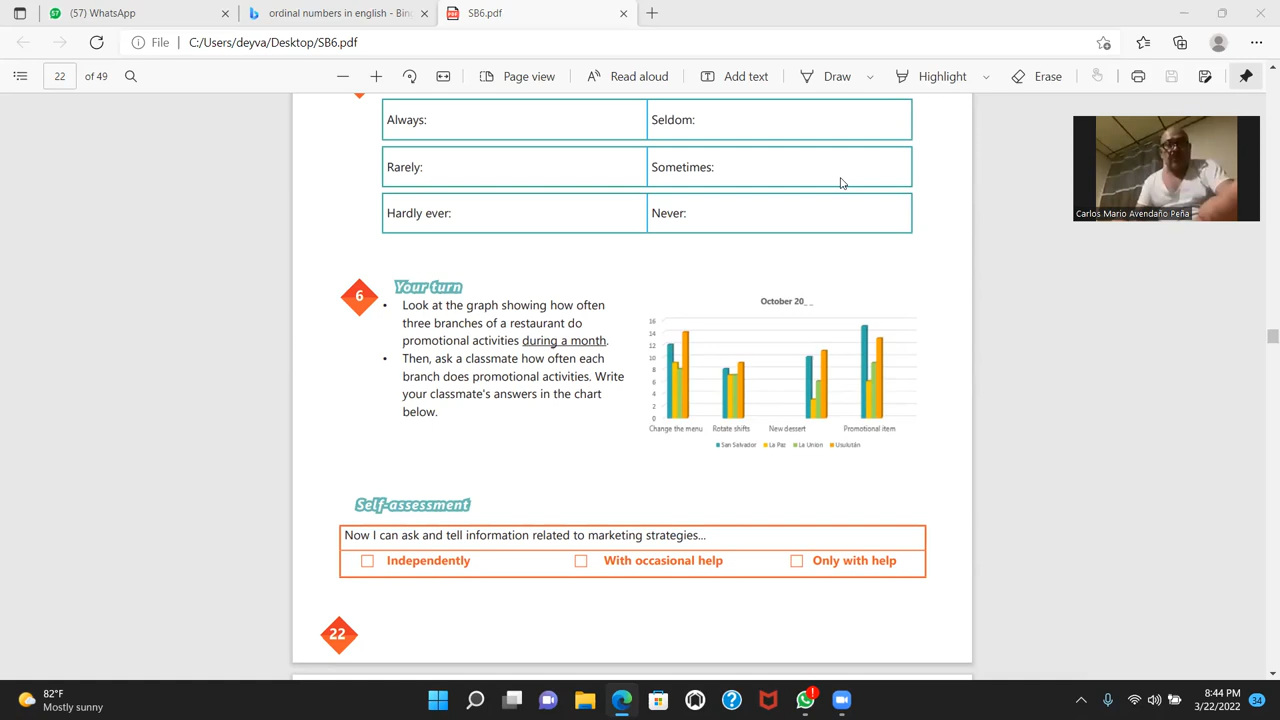 (57) WhatsApp
ordinal numbers in english - Bin
SB6.pdf
File C:/Users/deyva/Desktop/SB6.pdf
22 of 49
Page view
Read aloud
Add text
Draw
Highlight
Erase
Always: Seldom:
Rarely: Sometimes:
Hardly ever: Never:
Carlos Mario Avendaño Peña
6
Your turn
• Look at the graph showing how often
three branches of a restaurant do
promotional activities during a month.
• Then, ask a classmate how often each
branch does promotional activities. Write
your classmate's answers in the chart
below.
October 20_ _
16
14
12
10
8
6
4
2
0
Change the menu Rotate shifts New dessert Promotional item
San Salvador La Paz La Union Usulután
Self-assessment
Now I can ask and tell information related to marketing strategies...
Independently With occasional help Only with help
22
82°F
Mostly sunny
8:44 PM
3/22/2022
34